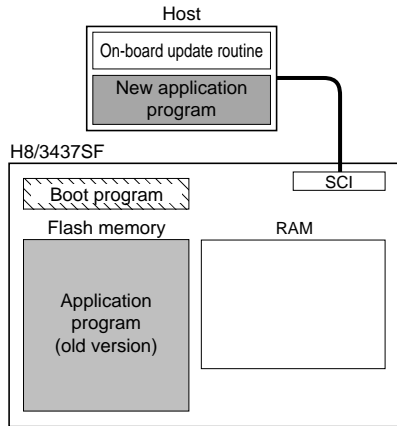 Host
On-board update routine
New application
program
H8/3437SF
SCI
Boot program
Flash memory
RAM
Application
program
(old version)